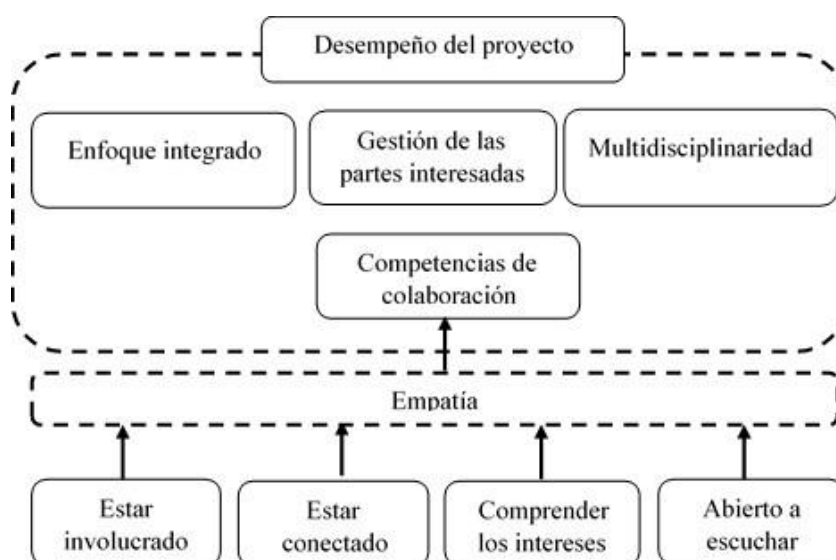 Desempeño del proyecto
Enfoque integrado
Gestión de las
partes interesadas
Multidisciplinariedad
Competencias de
colaboración
Empatía
Estar
involucrado
Estar
conectado
Comprender
los intereses
Abierto a
escuchar